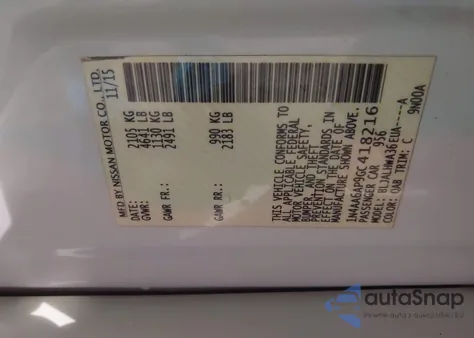 MFD BY NISSAN MOTOR CO., LTD.
11/15
GVWR: 2105 KG
4641 LB
GAWR FR.: 1130 KG
2491 LB
GAWR RR.: 990 KG
2183 LB
THIS VEHICLE CONFORMS TO
ALL APPLICABLE FEDERAL
MOTOR VEHICLE SAFETY,
BUMPER, AND THEFT
PREVENTION STANDARDS IN
EFFECT ON THE DATE OF
MANUFACTURE SHOWN ABOVE.
1N4AA6AP9GC418216
PASSENGER CAR 956
MODEL: BLJALHWA36EUA----A
COLOR: QAB TRIM: C 9N00A
autoSnap